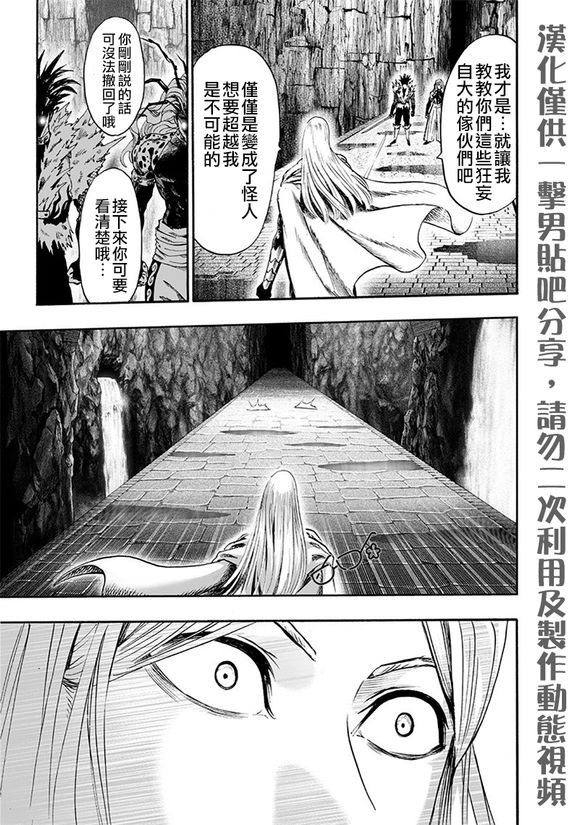 我才是…就讓我
教教你們這些狂妄
自大的傢伙們吧
僅僅是變成了怪人
想要超越我
是不可能的
你剛剛説的話
可沒法撤回了哦
接下來你可要
看清楚哦…
漢化僅供一擊男貼吧分享，請勿二次利用及製作動態視頻